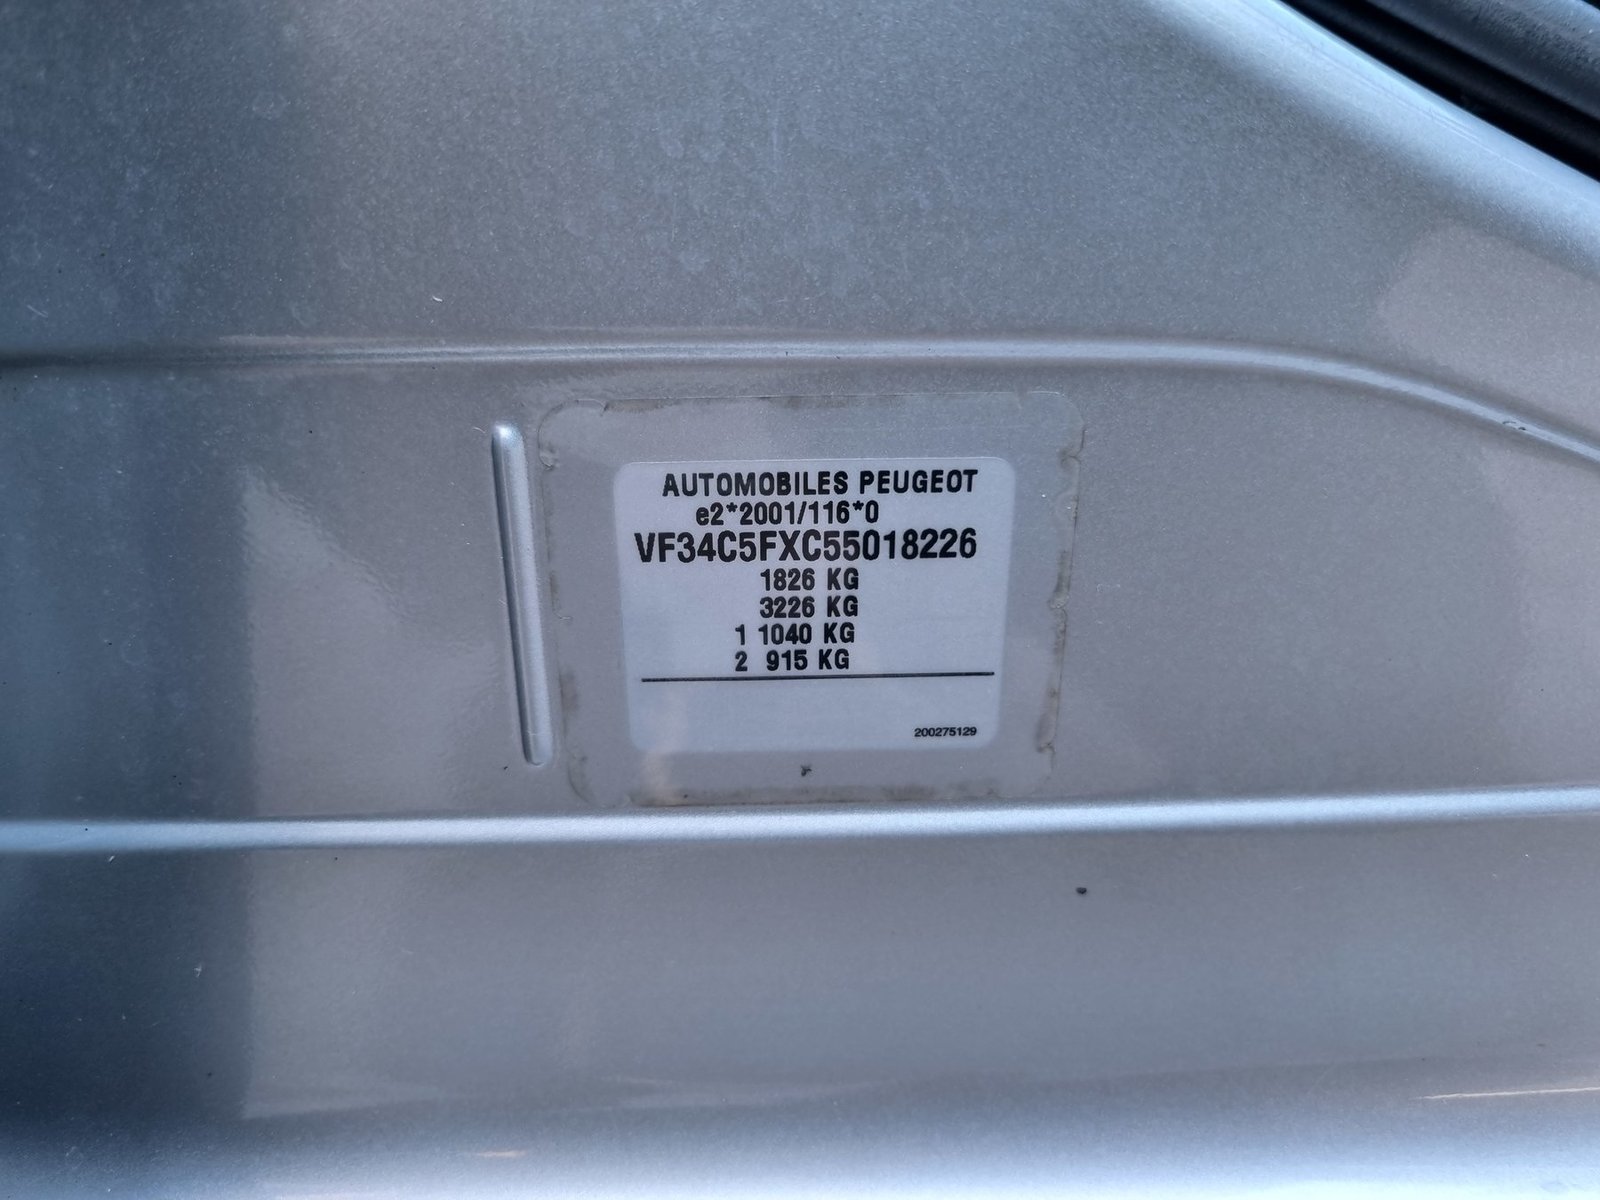 AUTOMOBILES PEUGEOT
e2*2001/116*0
VF34C5FXC55018226
1826 KG
3226 KG
1 1040 KG
2 915 KG
200275129